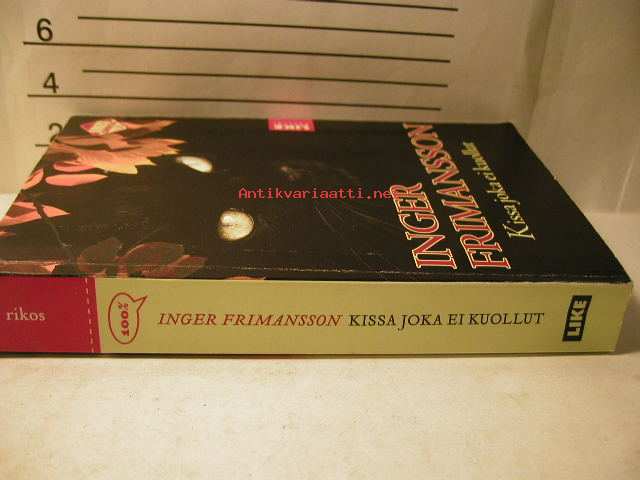 6
4
2
LIKE
INGER
FRIMANSSON
Kissa joka ei kuollut
Antikvariaatti.net
rikos
100%
INGER FRIMANSSON KISSA JOKA EI KUOLLUT
LIKE